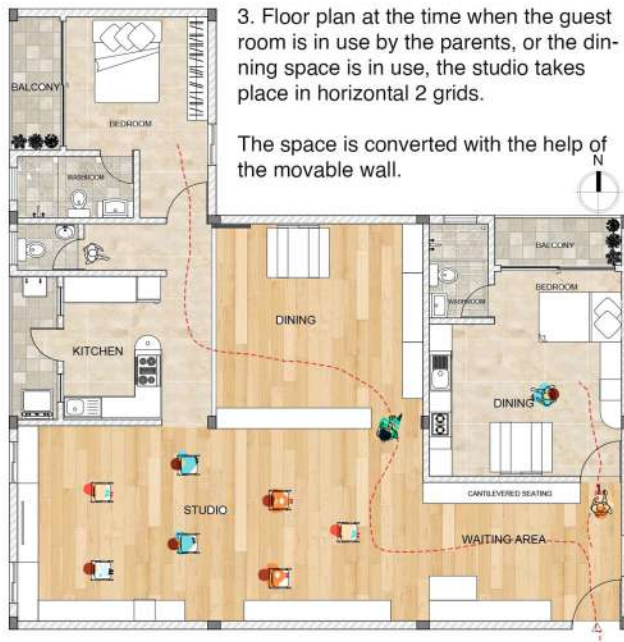 3. Floor plan at the time when the guest
room is in use by the parents, or the din-
ning space is in use, the studio takes
place in horizontal 2 grids.
The space is converted with the help of
the movable wall.
N
BALCONY
BEDROOM
WASHROOM
BALCONY
WASHROOM
BEDROOM
DINING
KITCHEN
DINING
CANTILEVERED SEATING
STUDIO
WAITING AREA